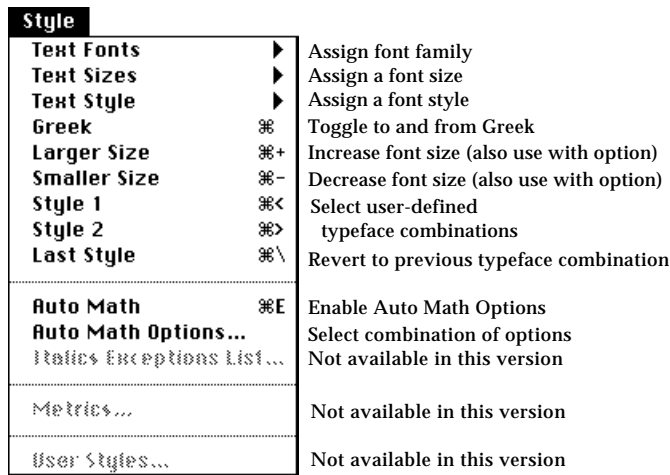 Style
Text Fonts ▶ Assign font family
Text Sizes ▶ Assign a font size
Text Style ▶ Assign a font style
Greek ⌘ Toggle to and from Greek
Larger Size ⌘+ Increase font size (also use with option)
Smaller Size ⌘- Decrease font size (also use with option)
Style 1 ⌘< Select user-defined
Style 2 ⌘> typeface combinations
Last Style ⌘\ Revert to previous typeface combination
Auto Math ⌘E Enable Auto Math Options
Auto Math Options... Select combination of options
Italics Exceptions List... Not available in this version
Metrics... Not available in this version
User Styles... Not available in this version